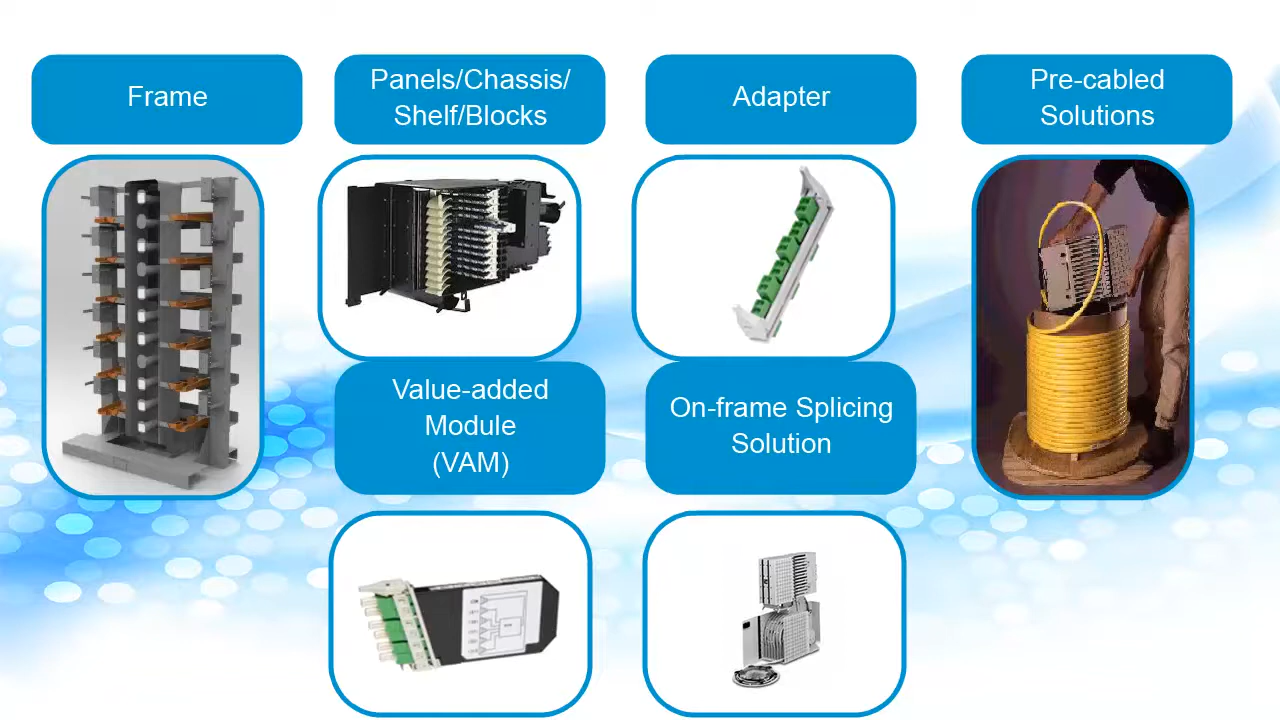 Frame
Panels/Chassis/
Shelf/Blocks
Adapter
Pre-cabled
Solutions
Value-added
Module
(VAM)
On-frame Splicing
Solution